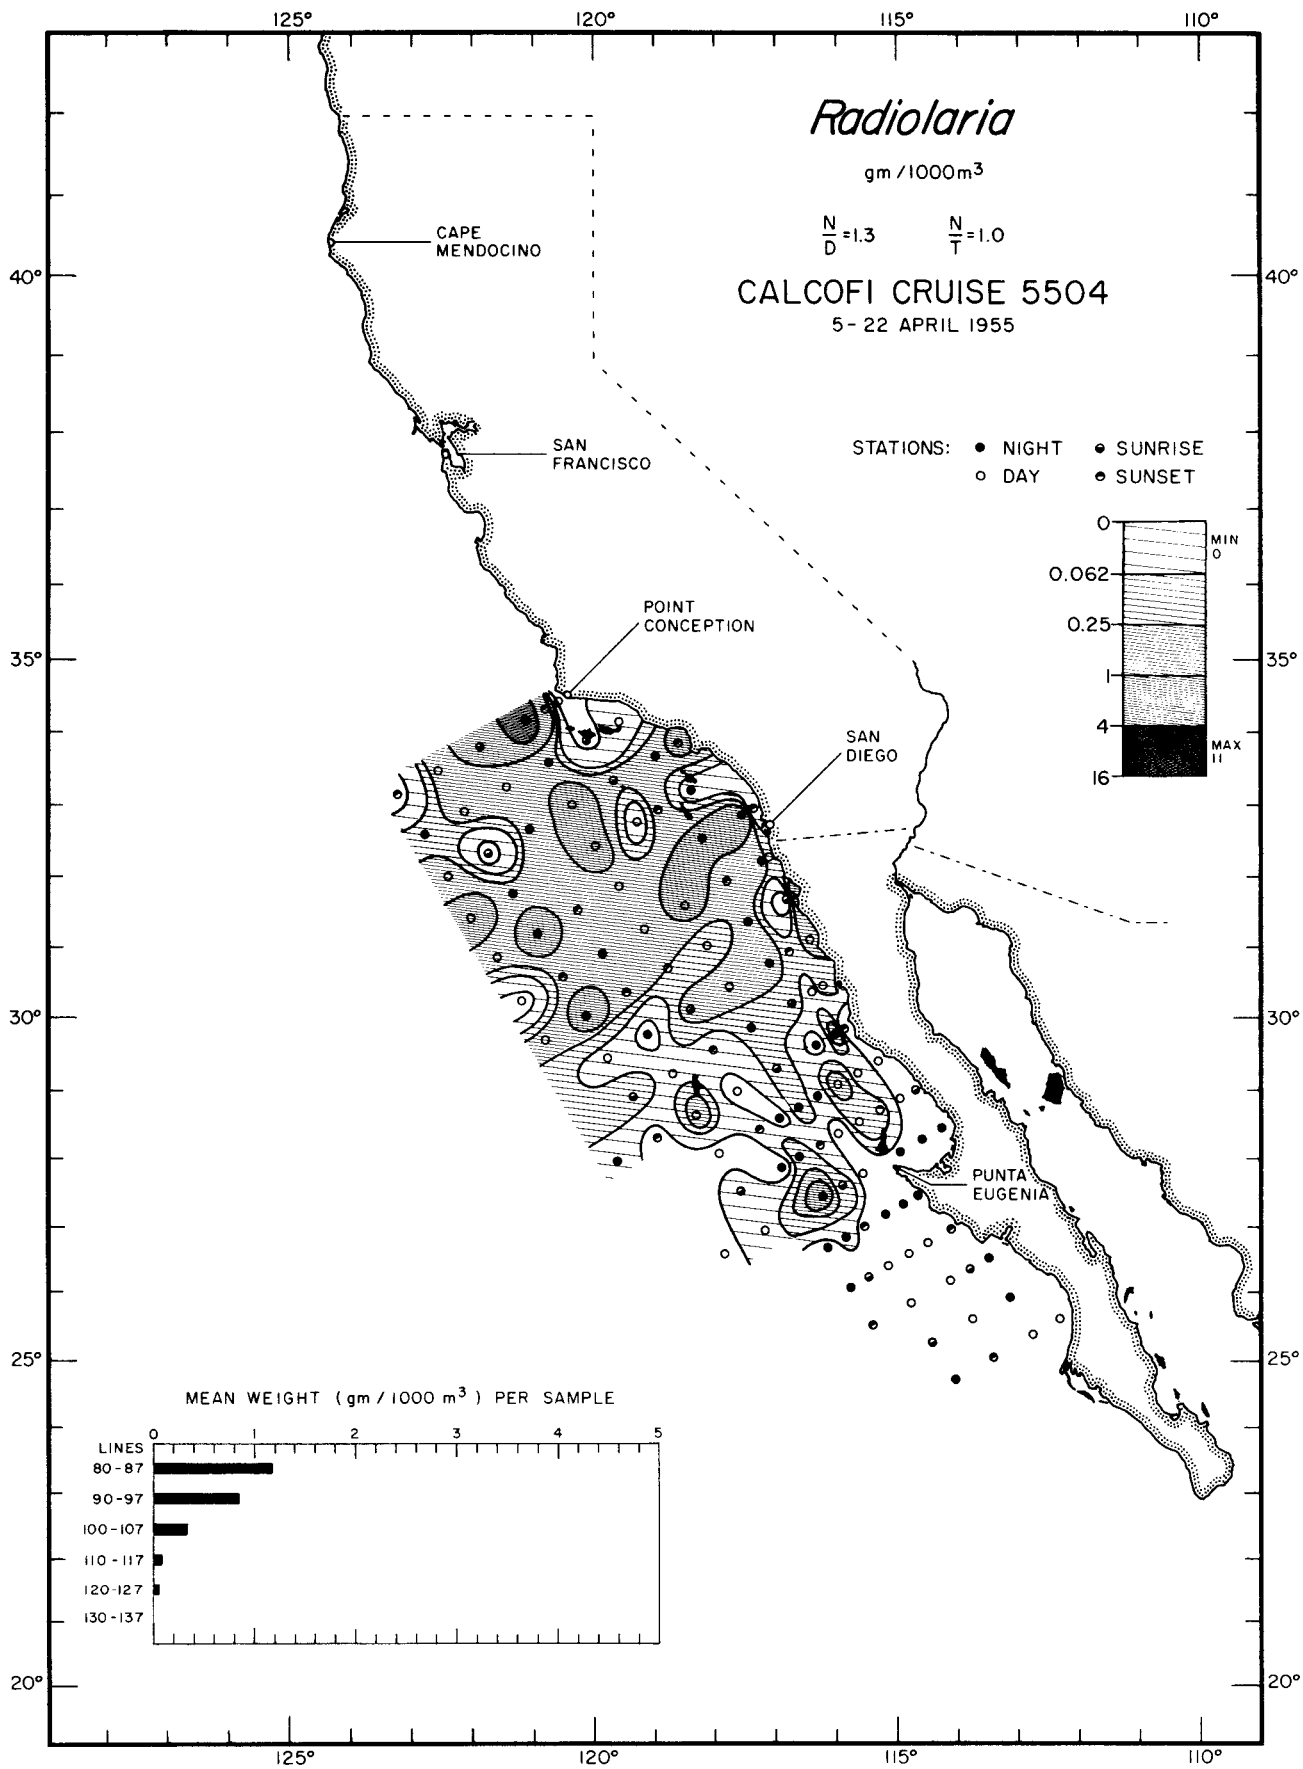 125° 120° 115° 110°
Radiolaria
gm/1000m³
N/D =1.3 N/T =1.0
CALCOFI CRUISE 5504
5-22 APRIL 1955
CAPE
MENDOCINO
40° 40°
SAN
FRANCISCO
STATIONS: NIGHT SUNRISE
DAY SUNSET
0
MIN
0
0.062
0.25
1
4
MAX
11
16
POINT
CONCEPTION
35° 35°
SAN
DIEGO
30° 30°
PUNTA
EUGENIA
25° 25°
MEAN WEIGHT (gm/1000 m³) PER SAMPLE
0 1 2 3 4 5
LINES
80-87
90-97
100-107
110-117
120-127
130-137
20° 20°
125° 120° 115° 110°